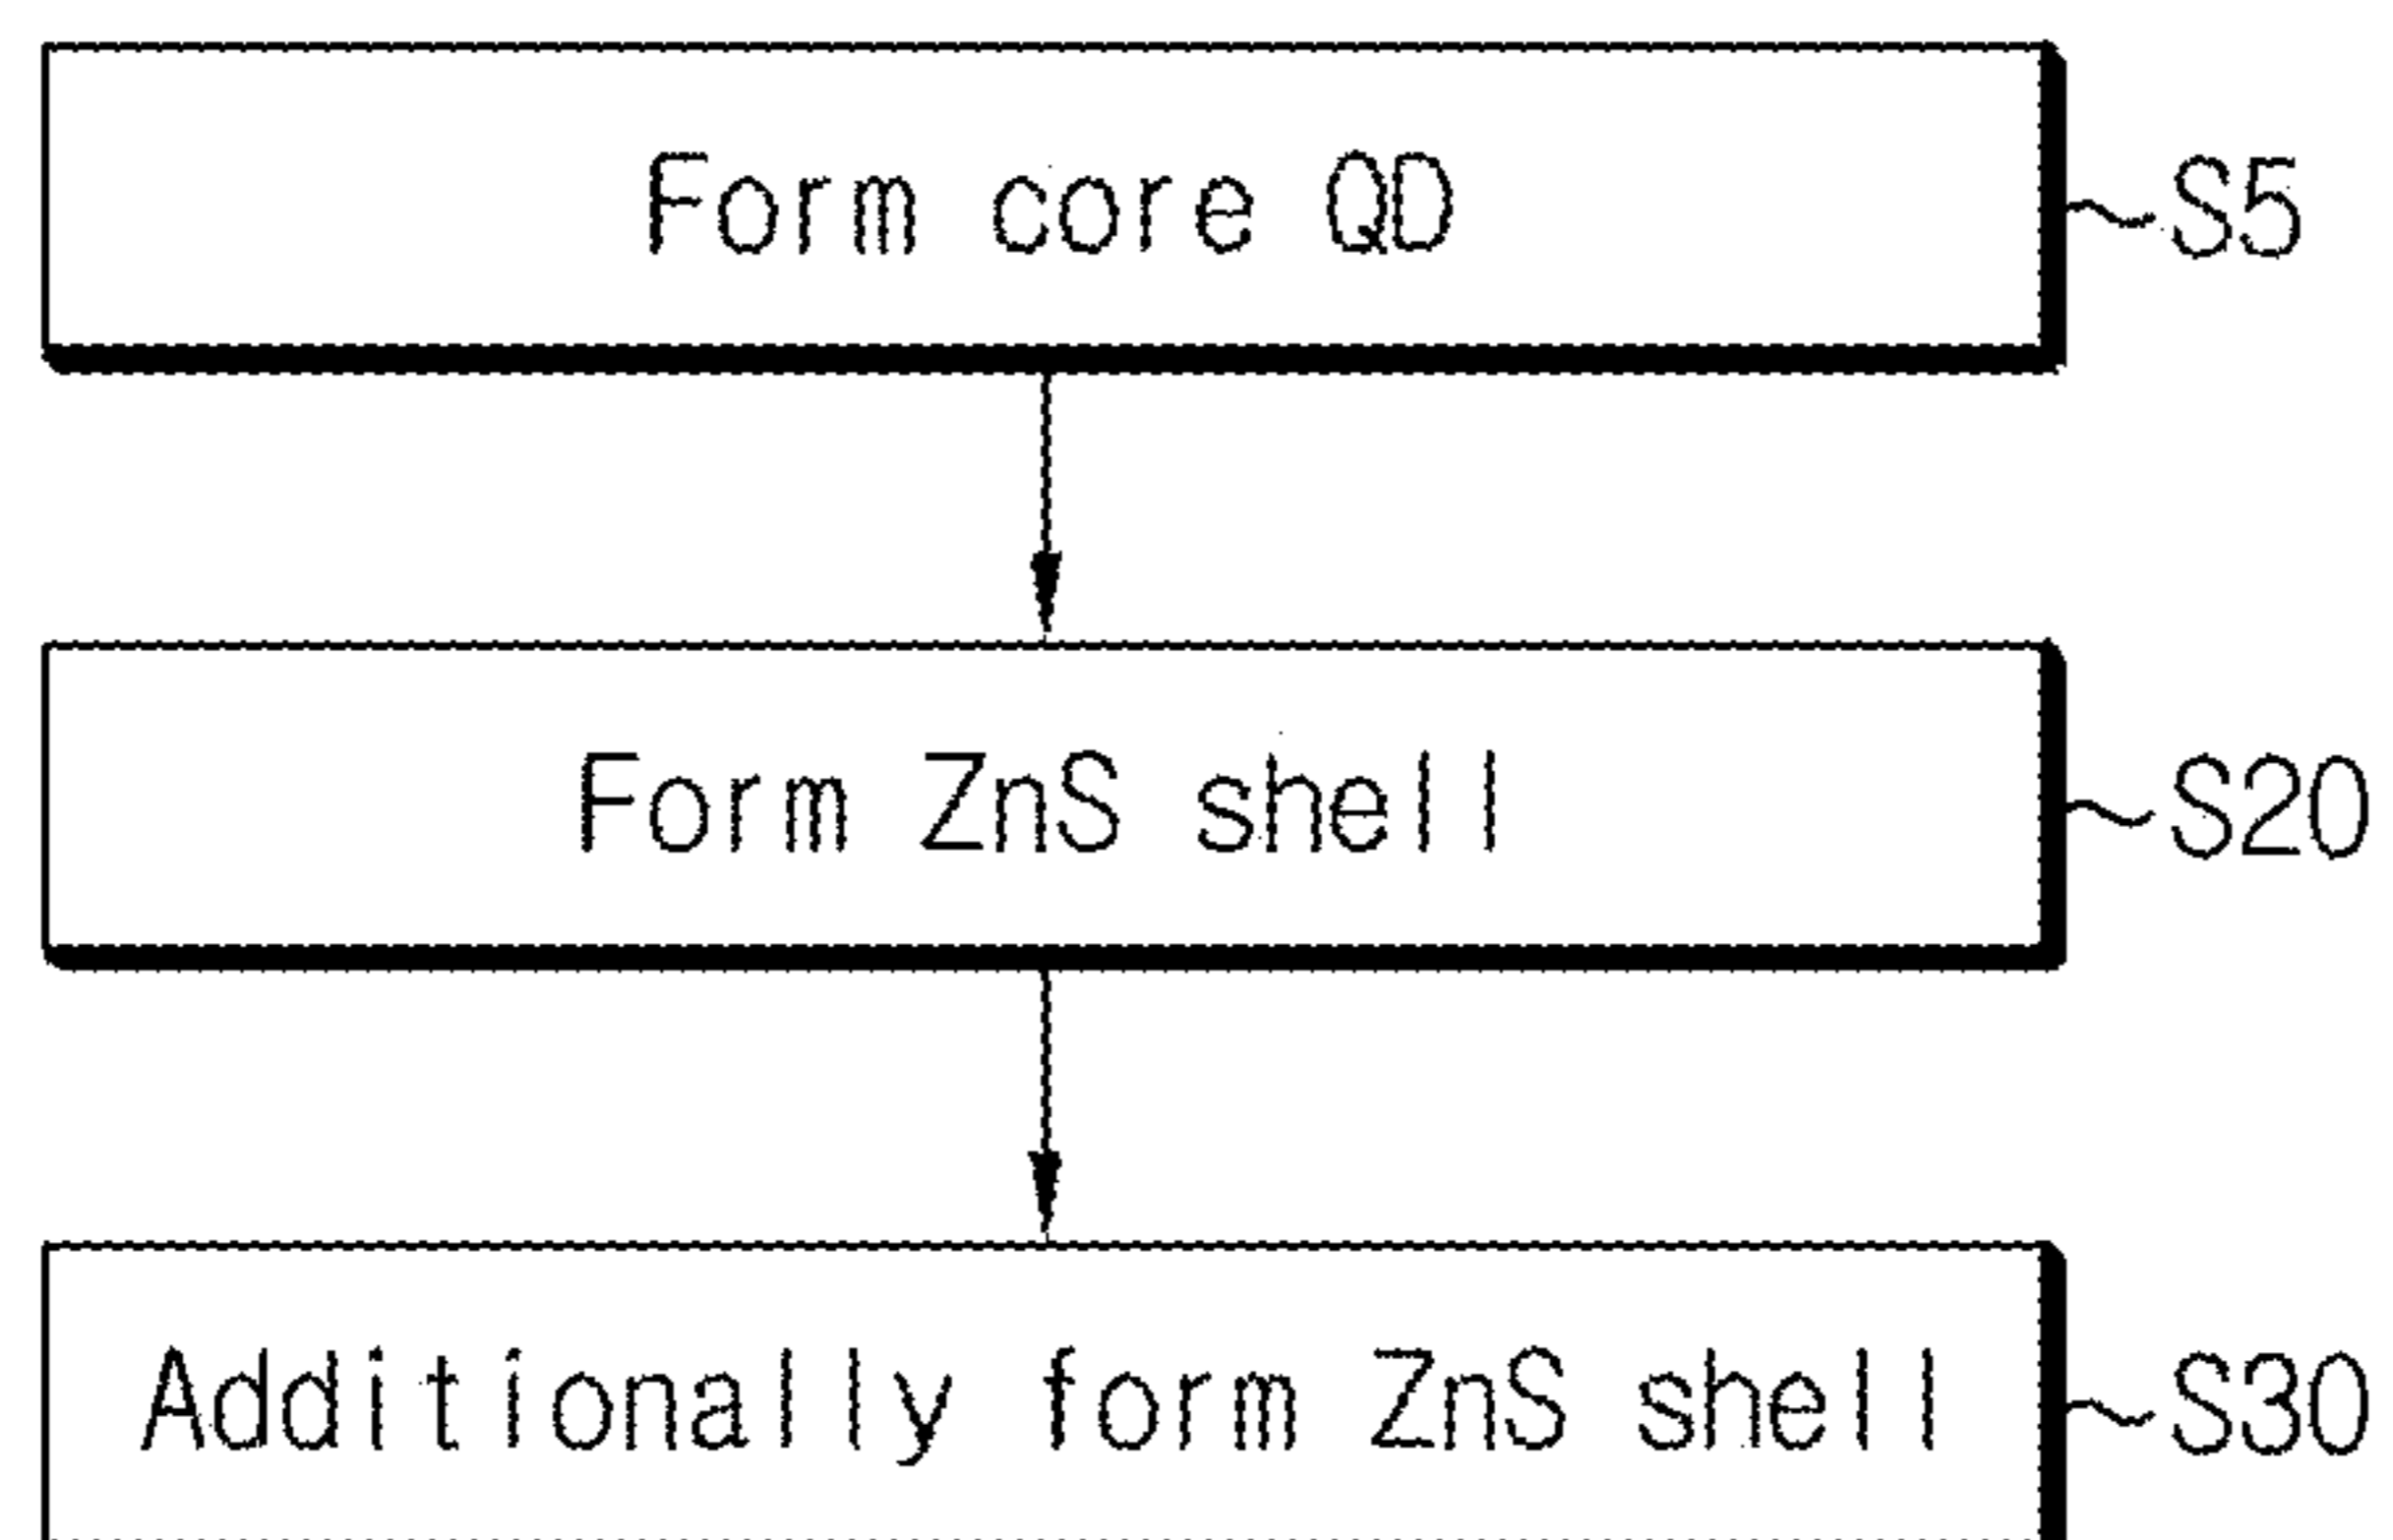 Form core QD
S5
Form ZnS shell
S20
Additionally form ZnS shell
S30